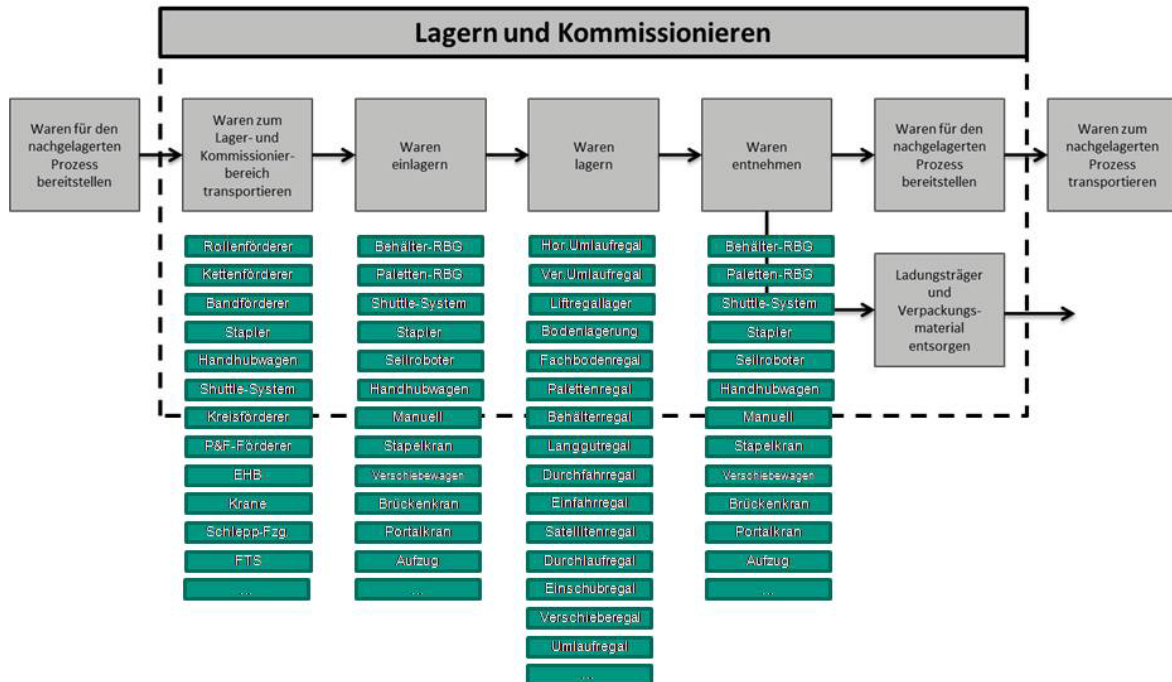 Lagern und Kommissionieren
Waren für den
nachgelagerten
Prozess
bereitstellen
Waren zum
Lager- und
Kommissionier-
bereich
transportieren
Waren
einlagern
Waren
lagern
Waren
entnehmen
Waren für den
nachgelagerten
Prozess
bereitstellen
Waren zum
nachgelagerten
Prozess
transportieren
Ladungsträger
und
Verpackungs-
material
entsorgen
Rollenförderer
Kettenförderer
Bandförderer
Stapler
Handhubwagen
Shuttle-System
Kreisförderer
P&F-Förderer
EHB
Krane
Schlepp-Fzg.
FTS
...
Behälter-RBG
Paletten-RBG
Shuttle-System
Stapler
Seilroboter
Handhubwagen
Manuell
Stapelkran
Verschiebewagen
Brückenkran
Portalkran
Aufzug
...
Hor.Umlaufregal
Ver.Umlaufregal
Liftregallager
Bodenlagerung
Fachbodenregal
Palettenregal
Behälterregal
Langgutregal
Durchfahrregal
Einfahrregal
Satellitenregal
Durchlaufregal
Einschubregal
Verschieberegal
Umlaufregal
...
Behälter-RBG
Paletten-RBG
Shuttle-System
Stapler
Seilroboter
Handhubwagen
Manuell
Stapelkran
Verschiebewagen
Brückenkran
Portalkran
Aufzug
...